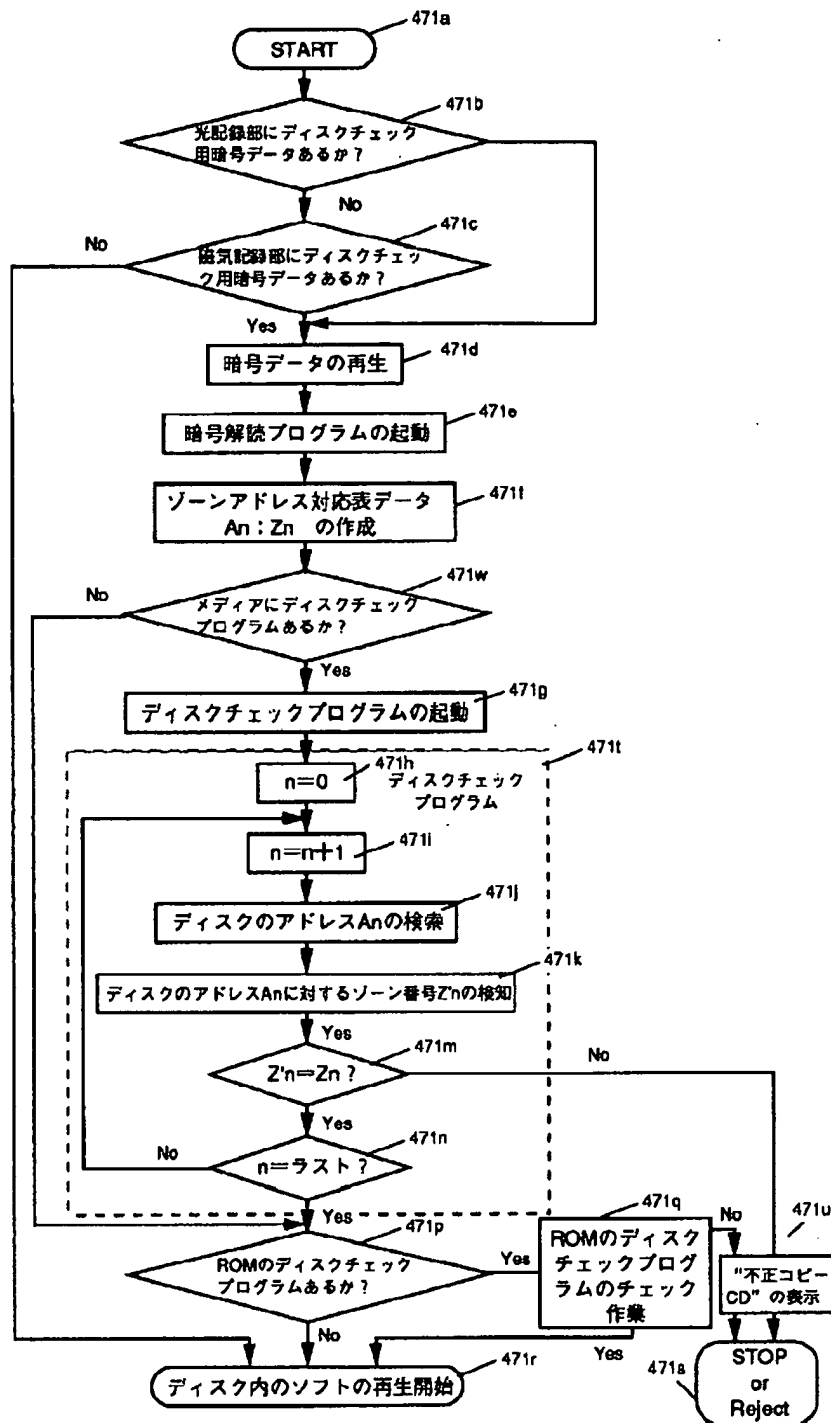 471a
START
471b
光記録部にディスクチェック
用暗号データあるか？
No
471c
No
磁気記録部にディスクチェッ
ク用暗号データあるか？
Yes
471d
暗号データの再生
471e
暗号解読プログラムの起動
471f
ゾーンアドレス対応表データ
An：Zn の作成
471w
No
メディアにディスクチェック
プログラムあるか？
Yes
471g
ディスクチェックプログラムの起動
471t
471h
n＝0
ディスクチェック
プログラム
471i
n＝n＋1
471j
ディスクのアドレスAnの検索
471k
ディスクのアドレスAnに対するゾーン番号Z'nの検知
Yes
471m
No
Z'n＝Zn？
Yes
471n
No
n＝ラスト？
Yes
471p
471q
No
471u
ROMのディスクチェック
プログラムあるか？
Yes
ROMのディスク
チェックプログ
ラムのチェック
作業
"不正コピー
CD"の表示
No
Yes
471r
ディスク内のソフトの再生開始
471s
STOP
or
Reject